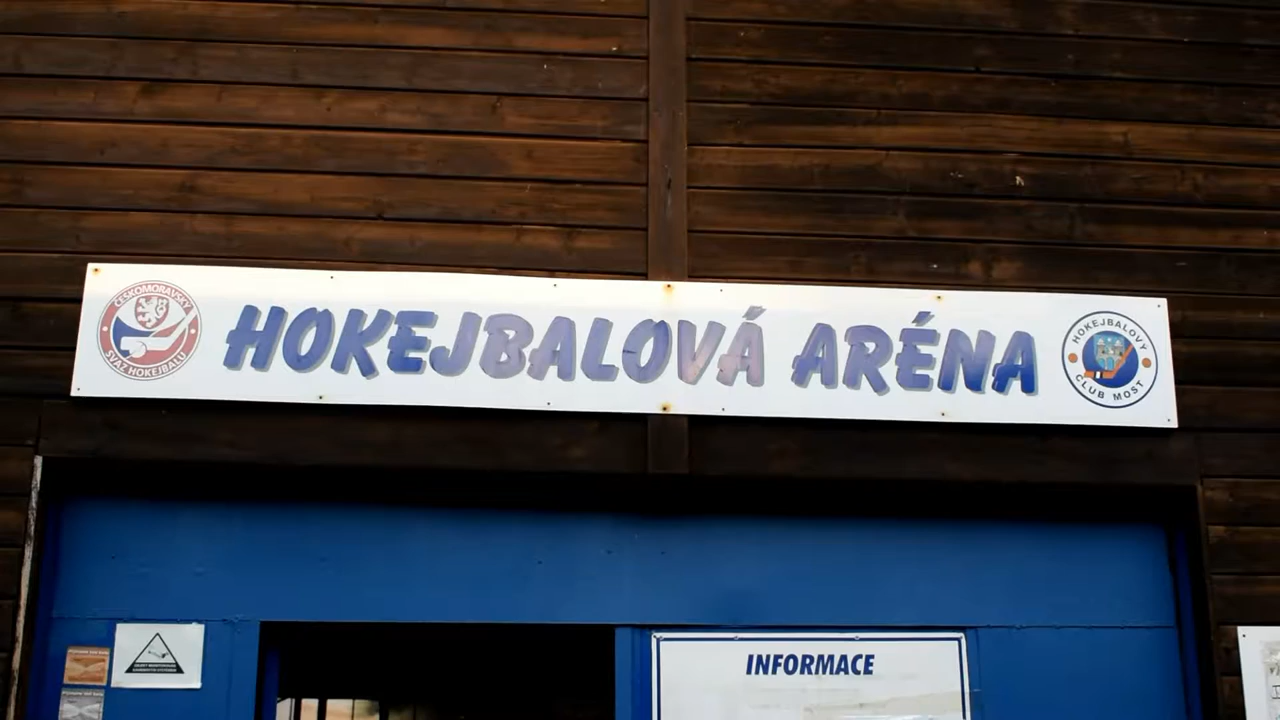 ČESKOMORAVSKÝ
SVAZ HOKEJBALU
HOKEJBALOVÁ ARÉNA
HOKEJBALOVÝ
CLUB MOST
INFORMACE